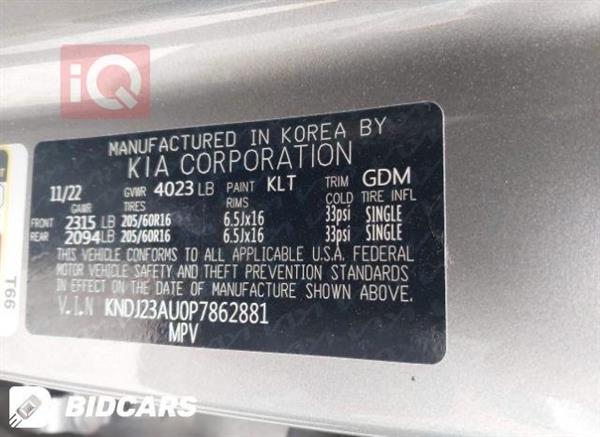 iQ
MANUFACTURED IN KOREA BY
KIA CORPORATION
11/22 GVWR 4023 LB PAINT KLT TRIM GDM
GAWR TIRES RIMS COLD TIRE INFL
FRONT 2315 LB 205/60R16 6.5Jx16 33psi SINGLE
REAR 2094 LB 205/60R16 6.5Jx16 33psi SINGLE
THIS VEHICLE CONFORMS TO ALL APPLICABLE U.S.A. FEDERAL
MOTOR VEHICLE SAFETY AND THEFT PREVENTION STANDARDS
IN EFFECT ON THE DATE OF MANUFACTURE SHOWN ABOVE.
V.I.N KNDJ23AU0P7862881
MPV
T66
BIDCARS